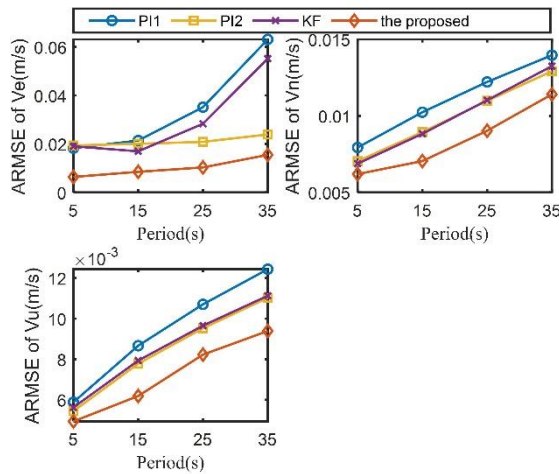 PI1 PI2 KF the proposed
ARMSE of Ve(m/s)
0.06
0.04
0.02
0
5 15 25 35
Period(s)
ARMSE of Vn(m/s)
0.015
0.01
0.005
5 15 25 35
Period(s)
×10⁻³
ARMSE of Vu(m/s)
12
10
8
6
5 15 25 35
Period(s)